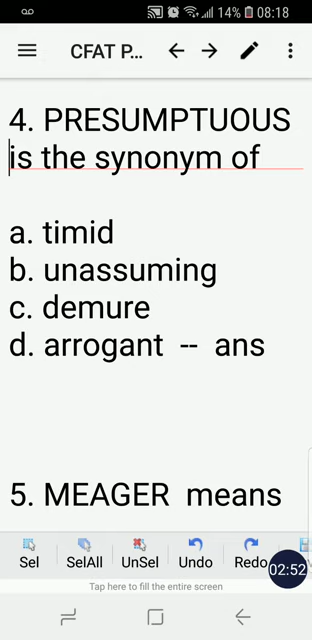 14% 08:18
CFAT P...
4. PRESUMPTUOUS
is the synonym of
a. timid
b. unassuming
c. demure
d. arrogant -- ans
5. MEAGER means
Sel SelAll UnSel Undo Redo
02:52
Tap here to fill the entire screen